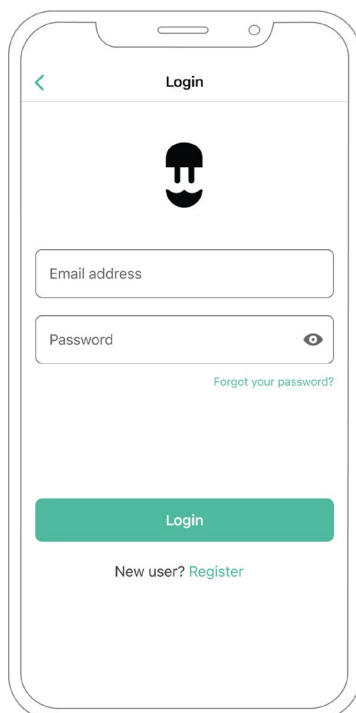 Login
Email address
Password
Forgot your password?
Login
New user? Register